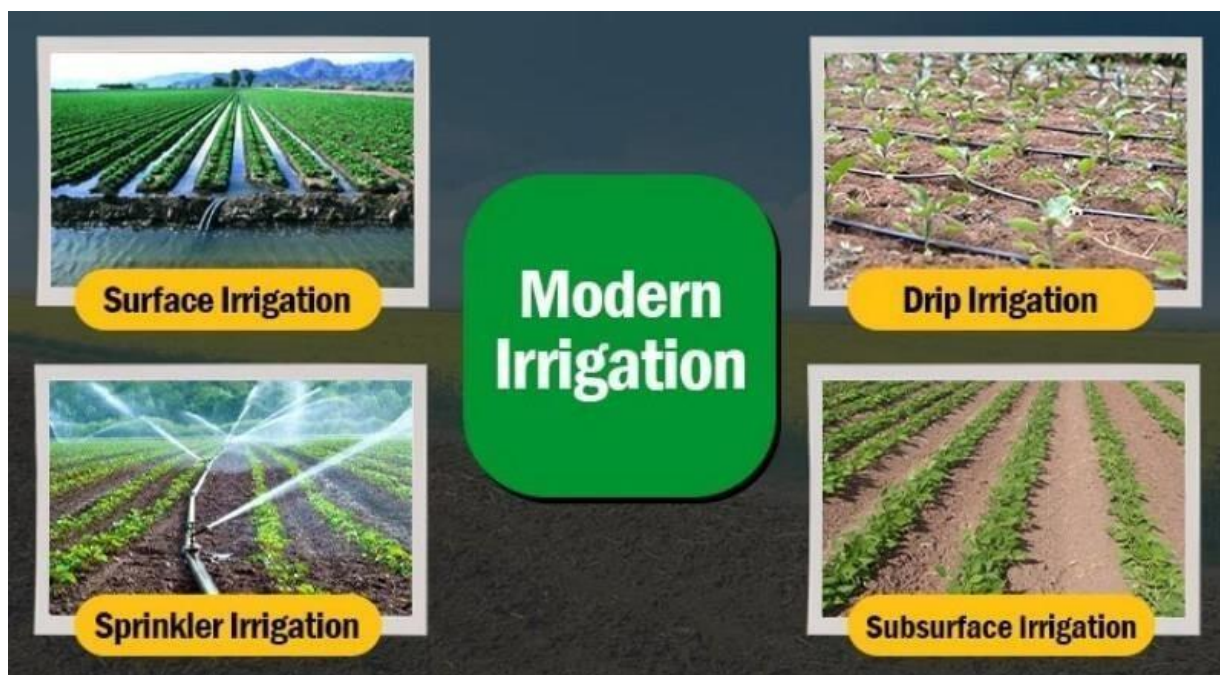 Surface Irrigation
Drip Irrigation
Modern
Irrigation
Sprinkler Irrigation
Subsurface Irrigation